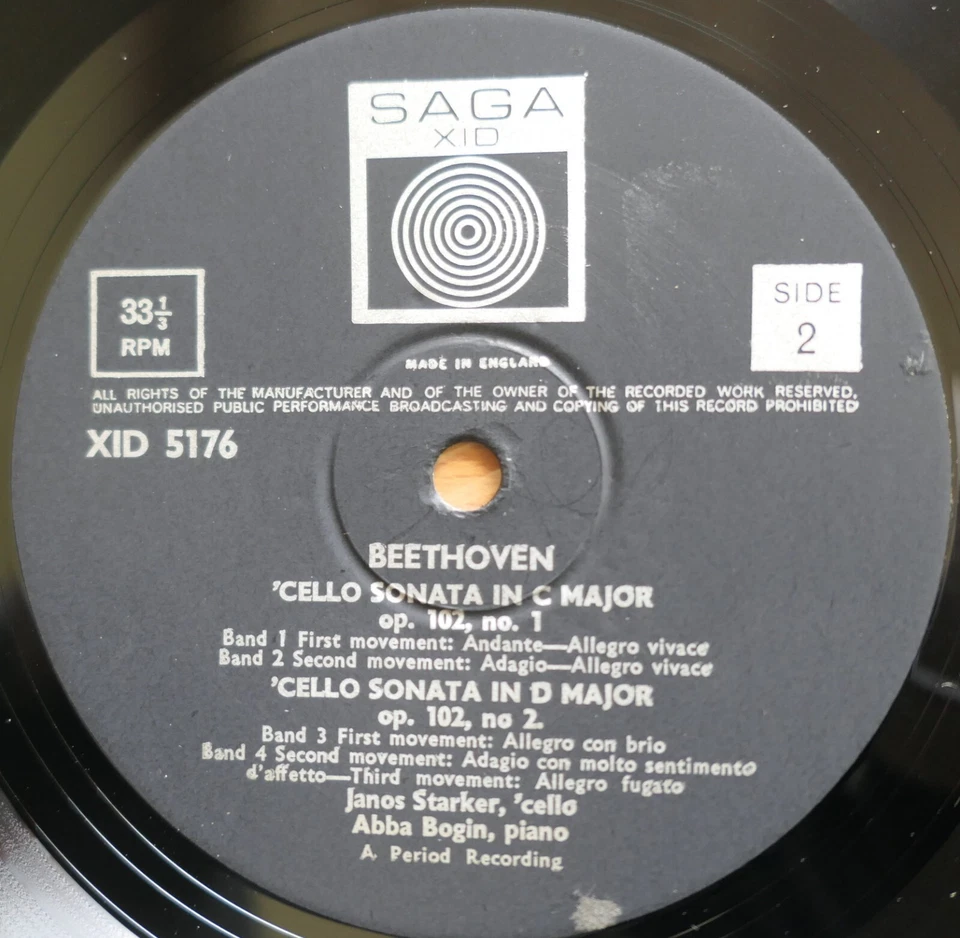 SAGA
XID
33⅓
RPM
SIDE
2
MADE IN ENGLAND
ALL RIGHTS OF THE MANUFACTURER AND OF THE OWNER OF THE RECORDED WORK RESERVED.
UNAUTHORISED PUBLIC PERFORMANCE BROADCASTING AND COPYING OF THIS RECORD PROHIBITED
XID 5176
BEETHOVEN
'CELLO SONATA IN C MAJOR
op. 102, no. 1
Band 1 First movement: Andante—Allegro vivace
Band 2 Second movement: Adagio—Allegro vivace
'CELLO SONATA IN D MAJOR
op. 102, no 2.
Band 3 First movement: Allegro con brio
Band 4 Second movement: Adagio con molto sentimento
d'affetto—Third movement: Allegro fugato
Janos Starker, 'cello
Abba Bogin, piano
A Period Recording